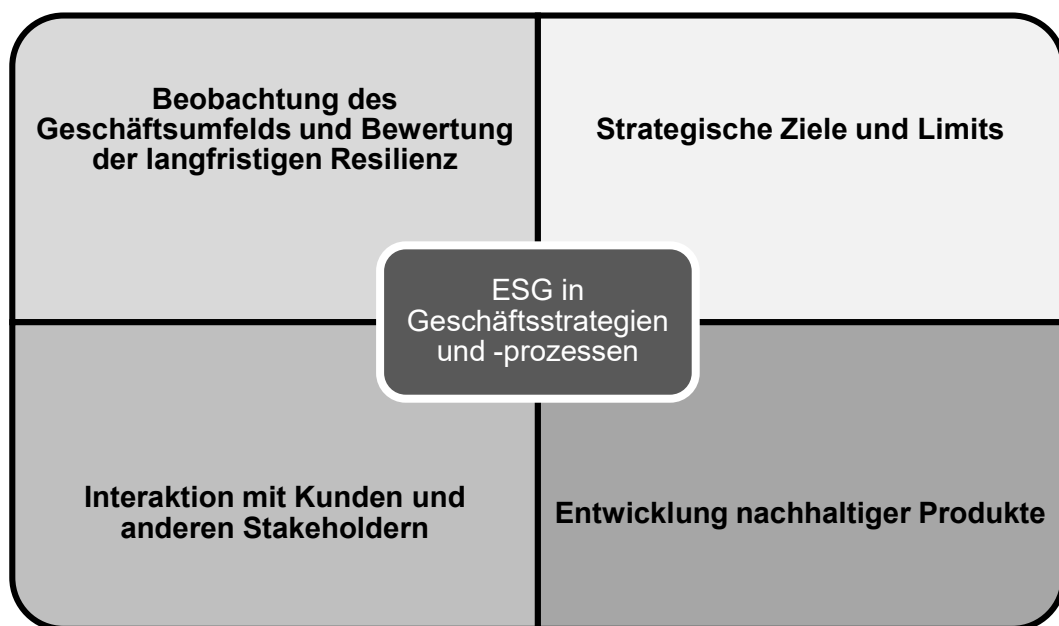 Beobachtung des
Geschäftsumfelds und Bewertung
der langfristigen Resilienz
Strategische Ziele und Limits
ESG in
Geschäftsstrategien
und -prozessen
Interaktion mit Kunden und
anderen Stakeholdern
Entwicklung nachhaltiger Produkte